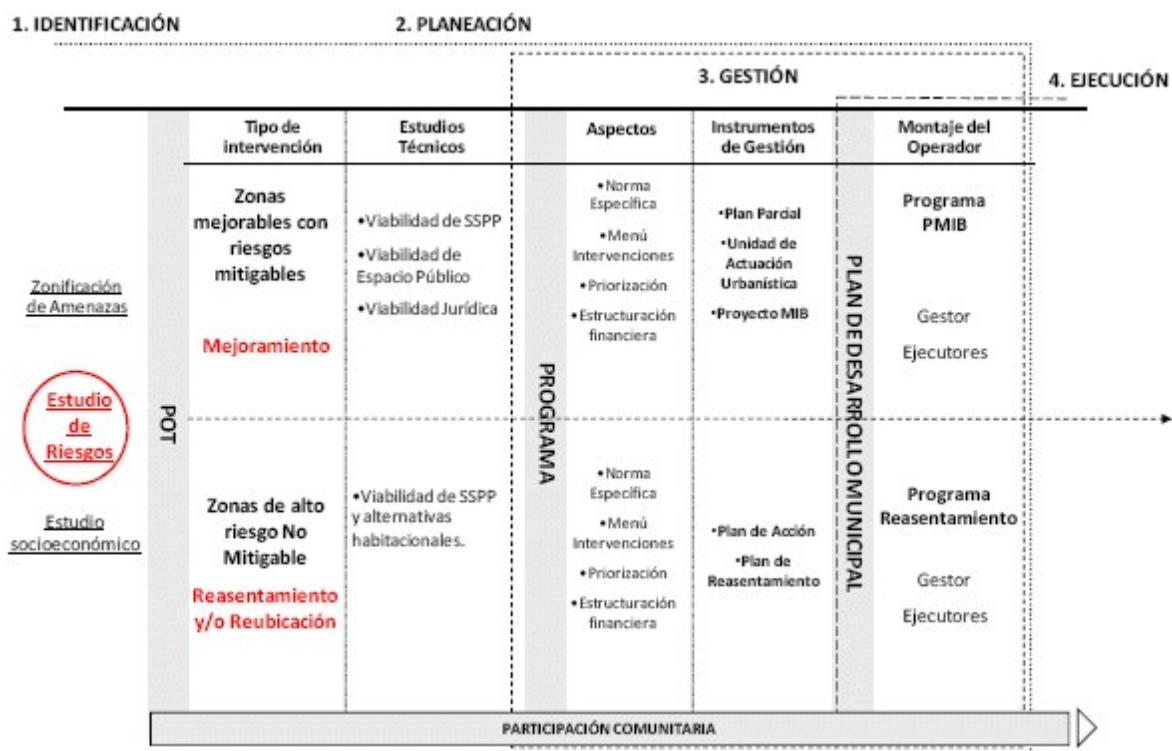 1. IDENTIFICACIÓN
2. PLANEACIÓN
3. GESTIÓN
4. EJECUCIÓN
Tipo de
intervención
Estudios
Técnicos
Aspectos
Instrumentos
de Gestión
Montaje del
Operador
Zonificación
de Amenazas
Estudio
de
Riesgos
Estudio
socioeconómico
POT
Zonas
mejorables con
riesgos
mitigables
Mejoramiento
•Viabilidad de SSPP
•Viabilidad de
Espacio Público
•Viabilidad Jurídica
PROGRAMA
•Norma
Específica
•Menú
Intervenciones
•Priorización
•Estructuración
financiera
•Plan Parcial
•Unidad de
Actuación
Urbanística
•Proyecto MIB
PLAN DE DESARROLLO MUNICIPAL
Programa
PMIB
Gestor
Ejecutores
Zonas de alto
riesgo No
Mitigable
Reasentamiento
y/o Reubicación
•Viabilidad de SSPP
y alternativas
habitacionales.
•Norma
Específica
•Menú
Intervenciones
•Priorización
•Estructuración
financiera
•Plan de Acción
•Plan de
Reasentamiento
Programa
Reasentamiento
Gestor
Ejecutores
PARTICIPACIÓN COMUNITARIA